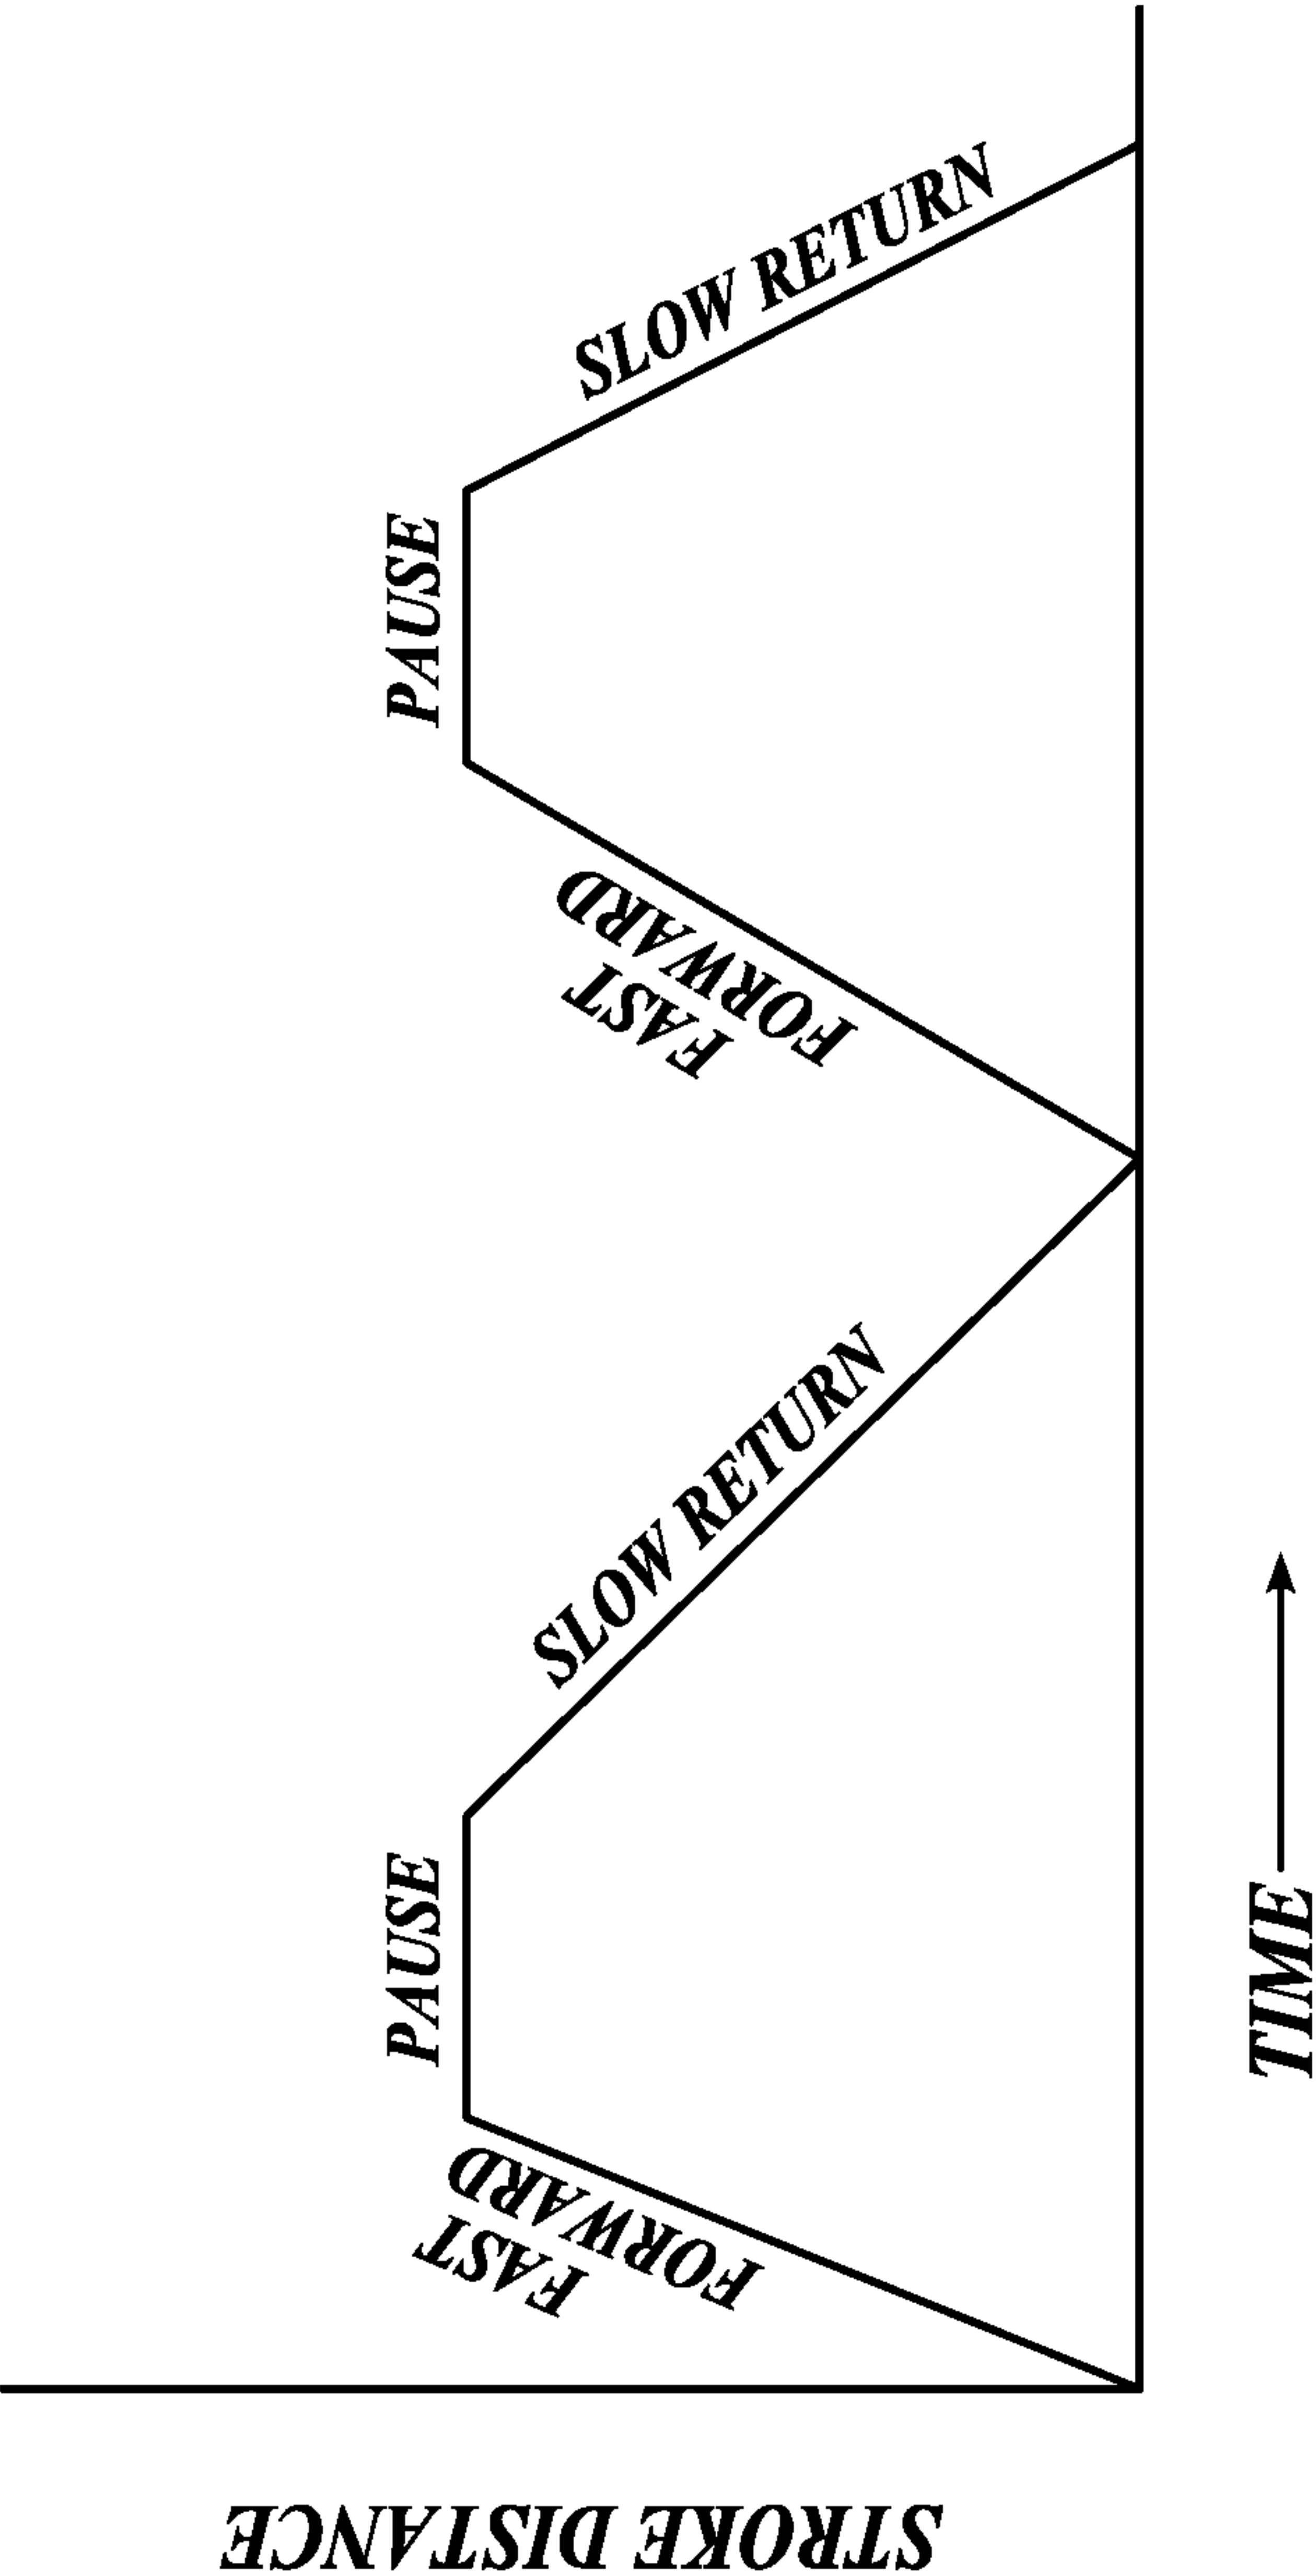 STROKE DISTANCE
FAST
FORWARD
PAUSE
SLOW RETURN
FAST
FORWARD
PAUSE
SLOW RETURN
TIME